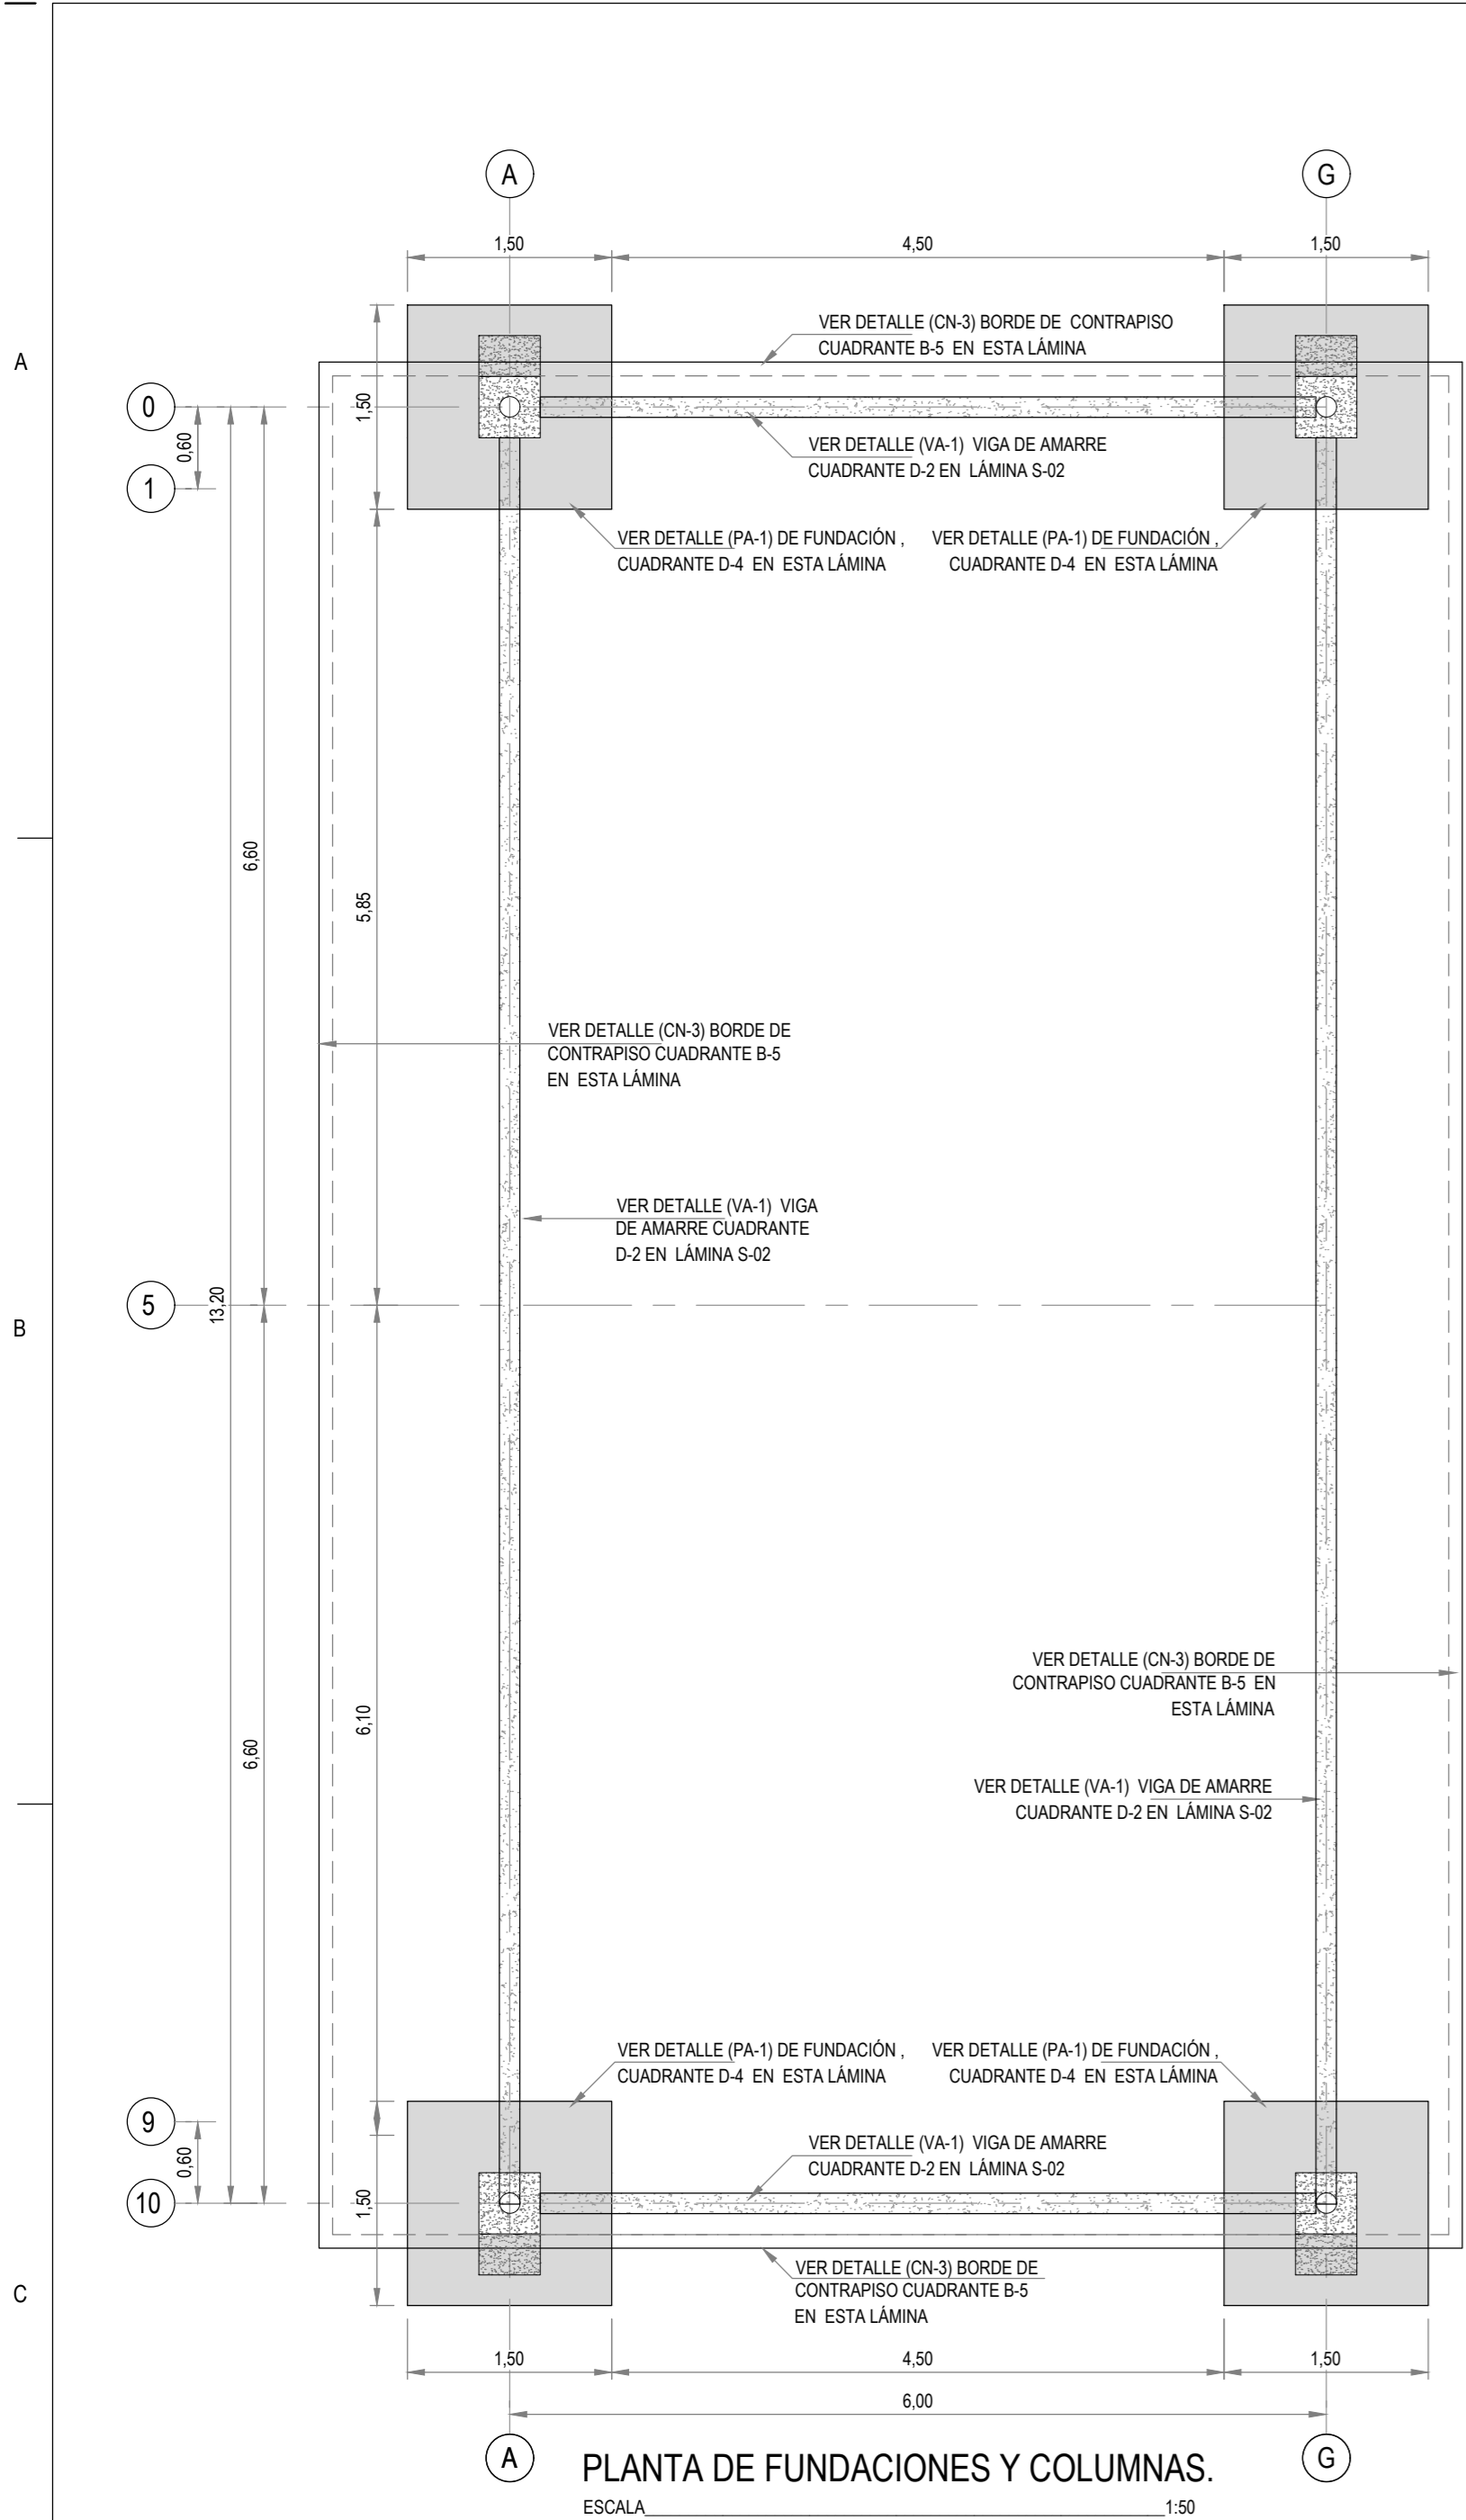 A
G
1,50
4,50
1,50
VER DETALLE (CN-3) BORDE DE CONTRAPISO
CUADRANTE B-5 EN ESTA LÁMINA
A
0
1,50
0,60
VER DETALLE (VA-1) VIGA DE AMARRE
CUADRANTE D-2 EN LÁMINA S-02
1
VER DETALLE (PA-1) DE FUNDACIÓN ,
CUADRANTE D-4 EN ESTA LÁMINA
VER DETALLE (PA-1) DE FUNDACIÓN ,
CUADRANTE D-4 EN ESTA LÁMINA
6,60
5,85
VER DETALLE (CN-3) BORDE DE
CONTRAPISO CUADRANTE B-5
EN ESTA LÁMINA
VER DETALLE (VA-1) VIGA
DE AMARRE CUADRANTE
D-2 EN LÁMINA S-02
5
13,20
B
VER DETALLE (CN-3) BORDE DE
CONTRAPISO CUADRANTE B-5 EN
ESTA LÁMINA
6,10
6,60
VER DETALLE (VA-1) VIGA DE AMARRE
CUADRANTE D-2 EN LÁMINA S-02
VER DETALLE (PA-1) DE FUNDACIÓN ,
CUADRANTE D-4 EN ESTA LÁMINA
VER DETALLE (PA-1) DE FUNDACIÓN ,
CUADRANTE D-4 EN ESTA LÁMINA
9
0,60
VER DETALLE (VA-1) VIGA DE AMARRE
CUADRANTE D-2 EN LÁMINA S-02
10
1,50
VER DETALLE (CN-3) BORDE DE
CONTRAPISO CUADRANTE B-5
EN ESTA LÁMINA
C
1,50
4,50
1,50
6,00
A
G
PLANTA DE FUNDACIONES Y COLUMNAS.
ESCALA 1:50